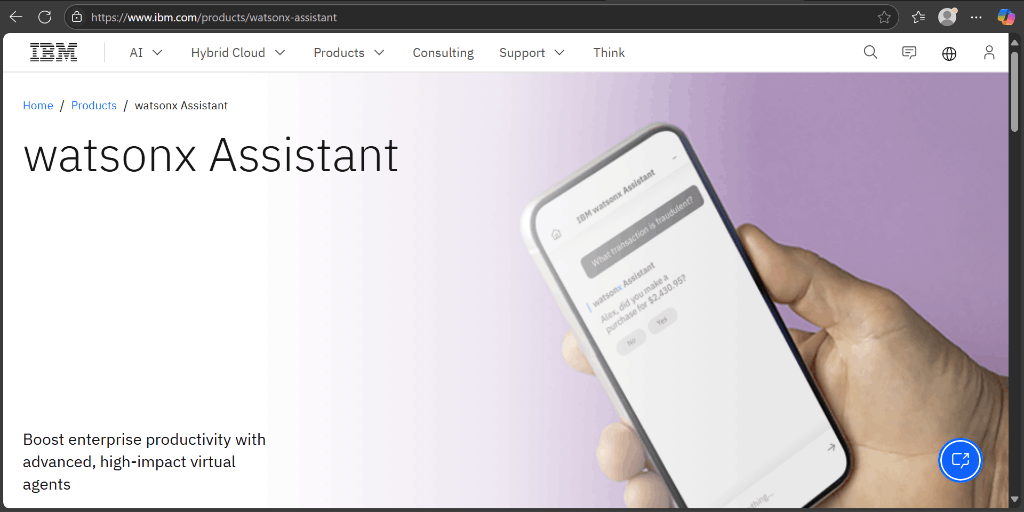 https://www.ibm.com/products/watsonx-assistant
IBM
AI
Hybrid Cloud
Products
Consulting
Support
Think
Home / Products / watsonx Assistant
watsonx Assistant
IBM watsonx Assistant
What transaction is fraudulent?
watsonx Assistant
Alex, did you make a
purchase for $2,430.95?
No
Yes
Boost enterprise productivity with
advanced, high-impact virtual
agents